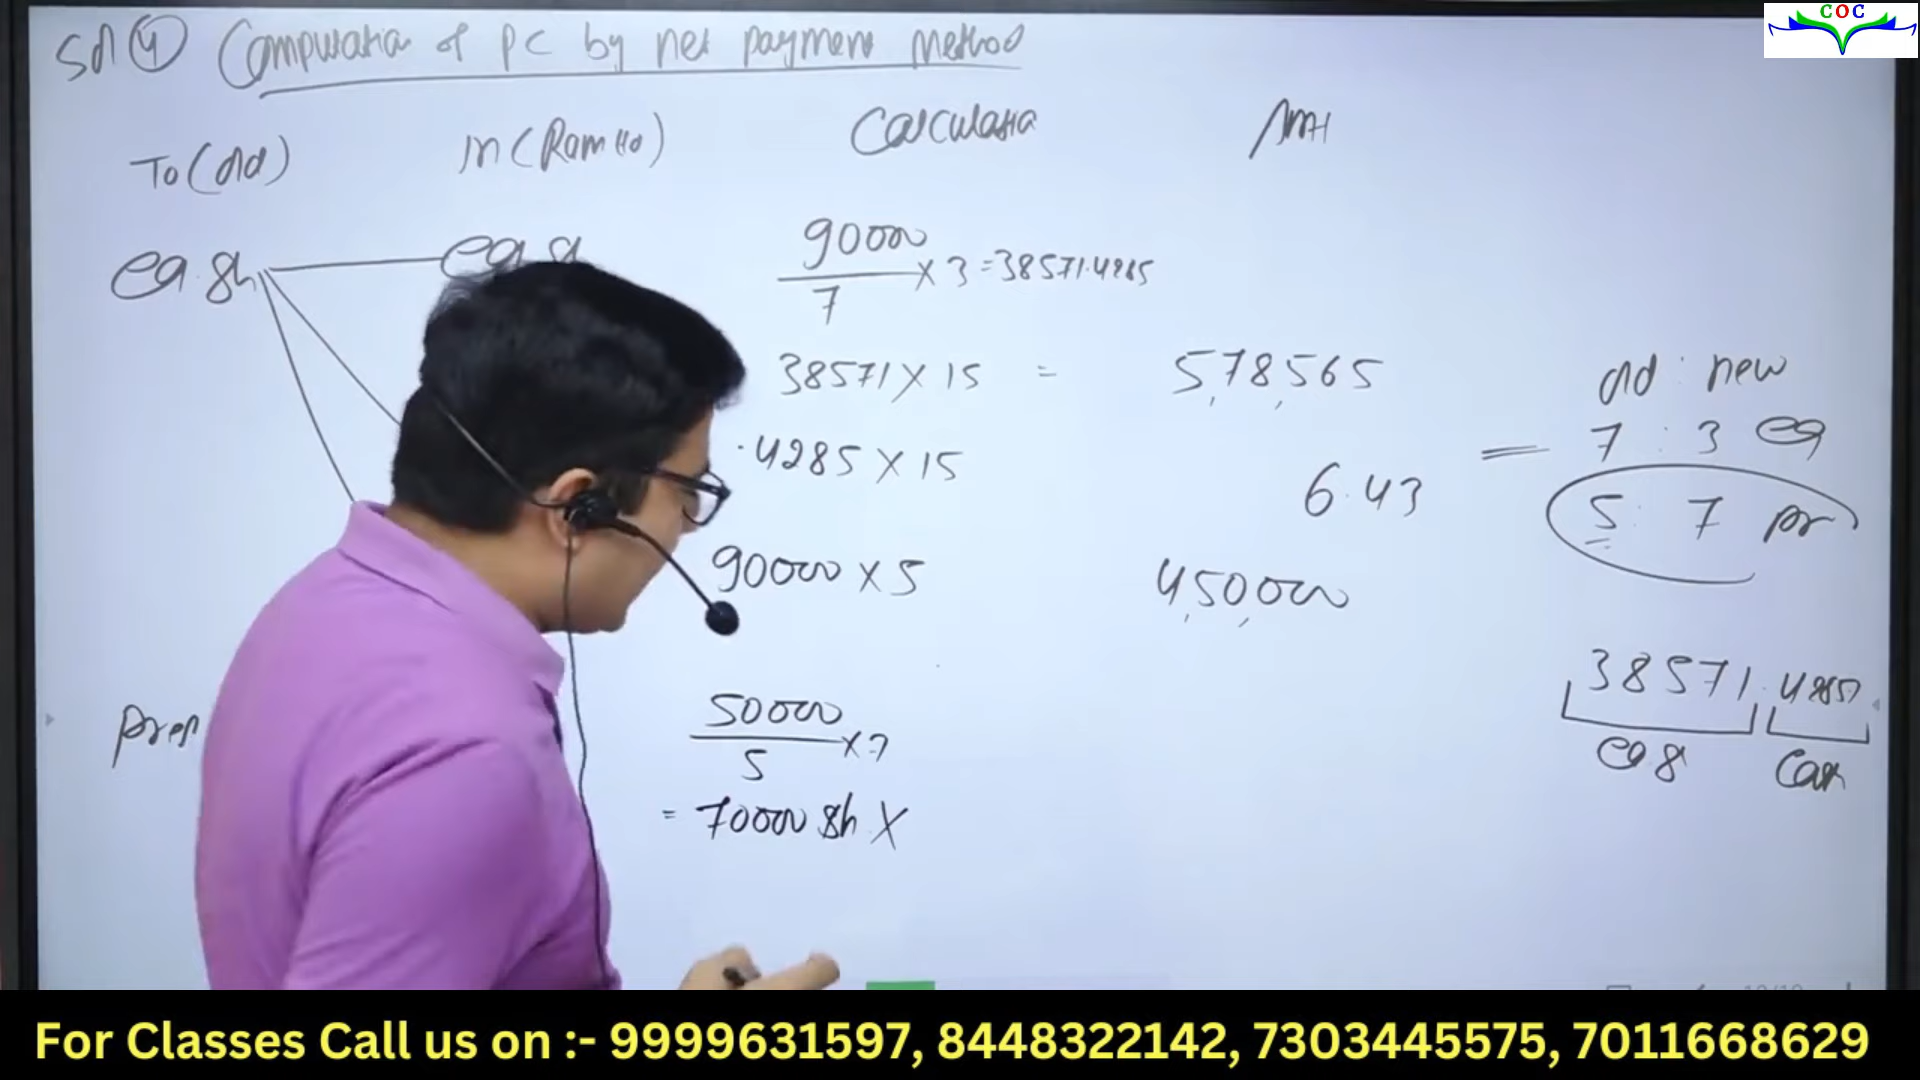 COC
Sol (4) Computation of PC by net payment method
To (old) In (Ram ltd) Calculation Amt
eq. sh eq sh 90000/7 × 3 = 38571.4285
38571 × 15 = 5,78,565
old : new
7 : 3 eq
.4285 × 15 6.43 =
5 : 7 pr
90000 × 5 4,50,000
38571.4285
eq s Cash
Pref 50000/5 × 7
= 70000 sh ×
For Classes Call us on :- 9999631597, 8448322142, 7303445575, 7011668629